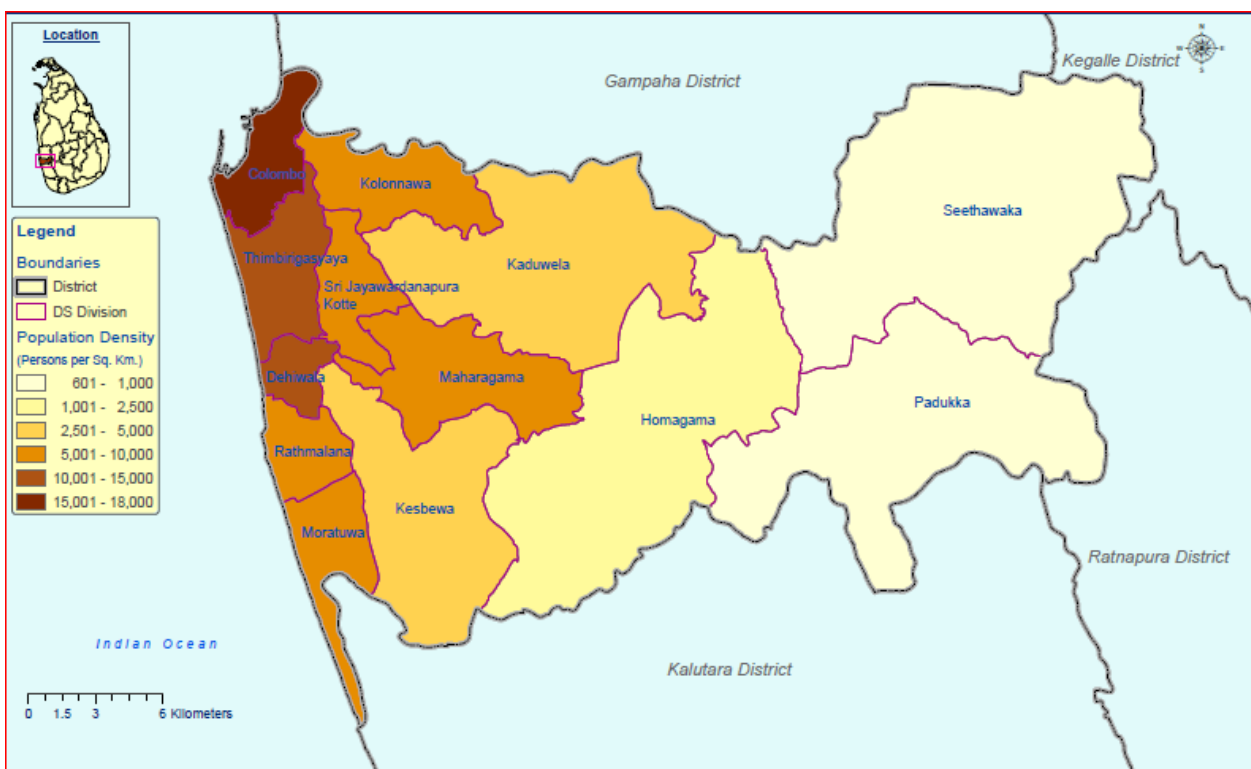 Location
N
W
E
S
Kegalle District
Gampaha District
Colombo
Kolonnawa
Seethawaka
Legend
Boundaries
District
DS Division
Population Density
(Persons per Sq. Km.)
601 - 1,000
1,001 - 2,500
2,501 - 5,000
5,001 - 10,000
10,001 - 15,000
15,001 - 18,000
Thimbirigasyaya
Kaduwela
Sri Jayawardanapura
Kotte
Dehiwala
Maharagama
Padukka
Homagama
Rathmalana
Kesbewa
Moratuwa
Ratnapura District
Indian Ocean
Kalutara District
0 1.5 3 6 Kilometers